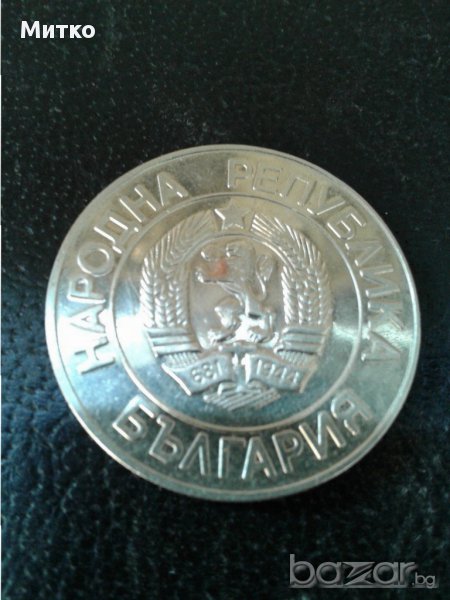 Митко
НАРОДНА РЕПУБЛИКА
681 1944
БЪЛГАРИЯ
bazar.bg